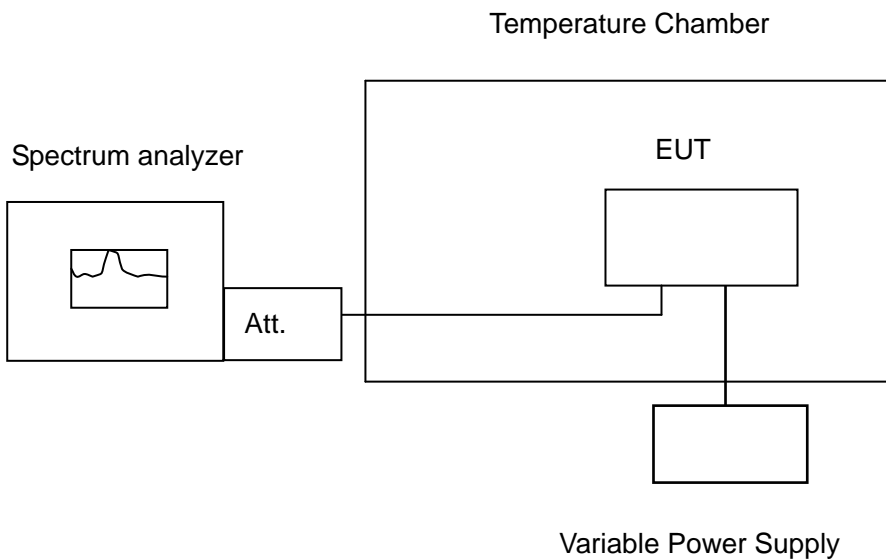 Temperature Chamber
Spectrum analyzer
EUT
Att.
Variable Power Supply